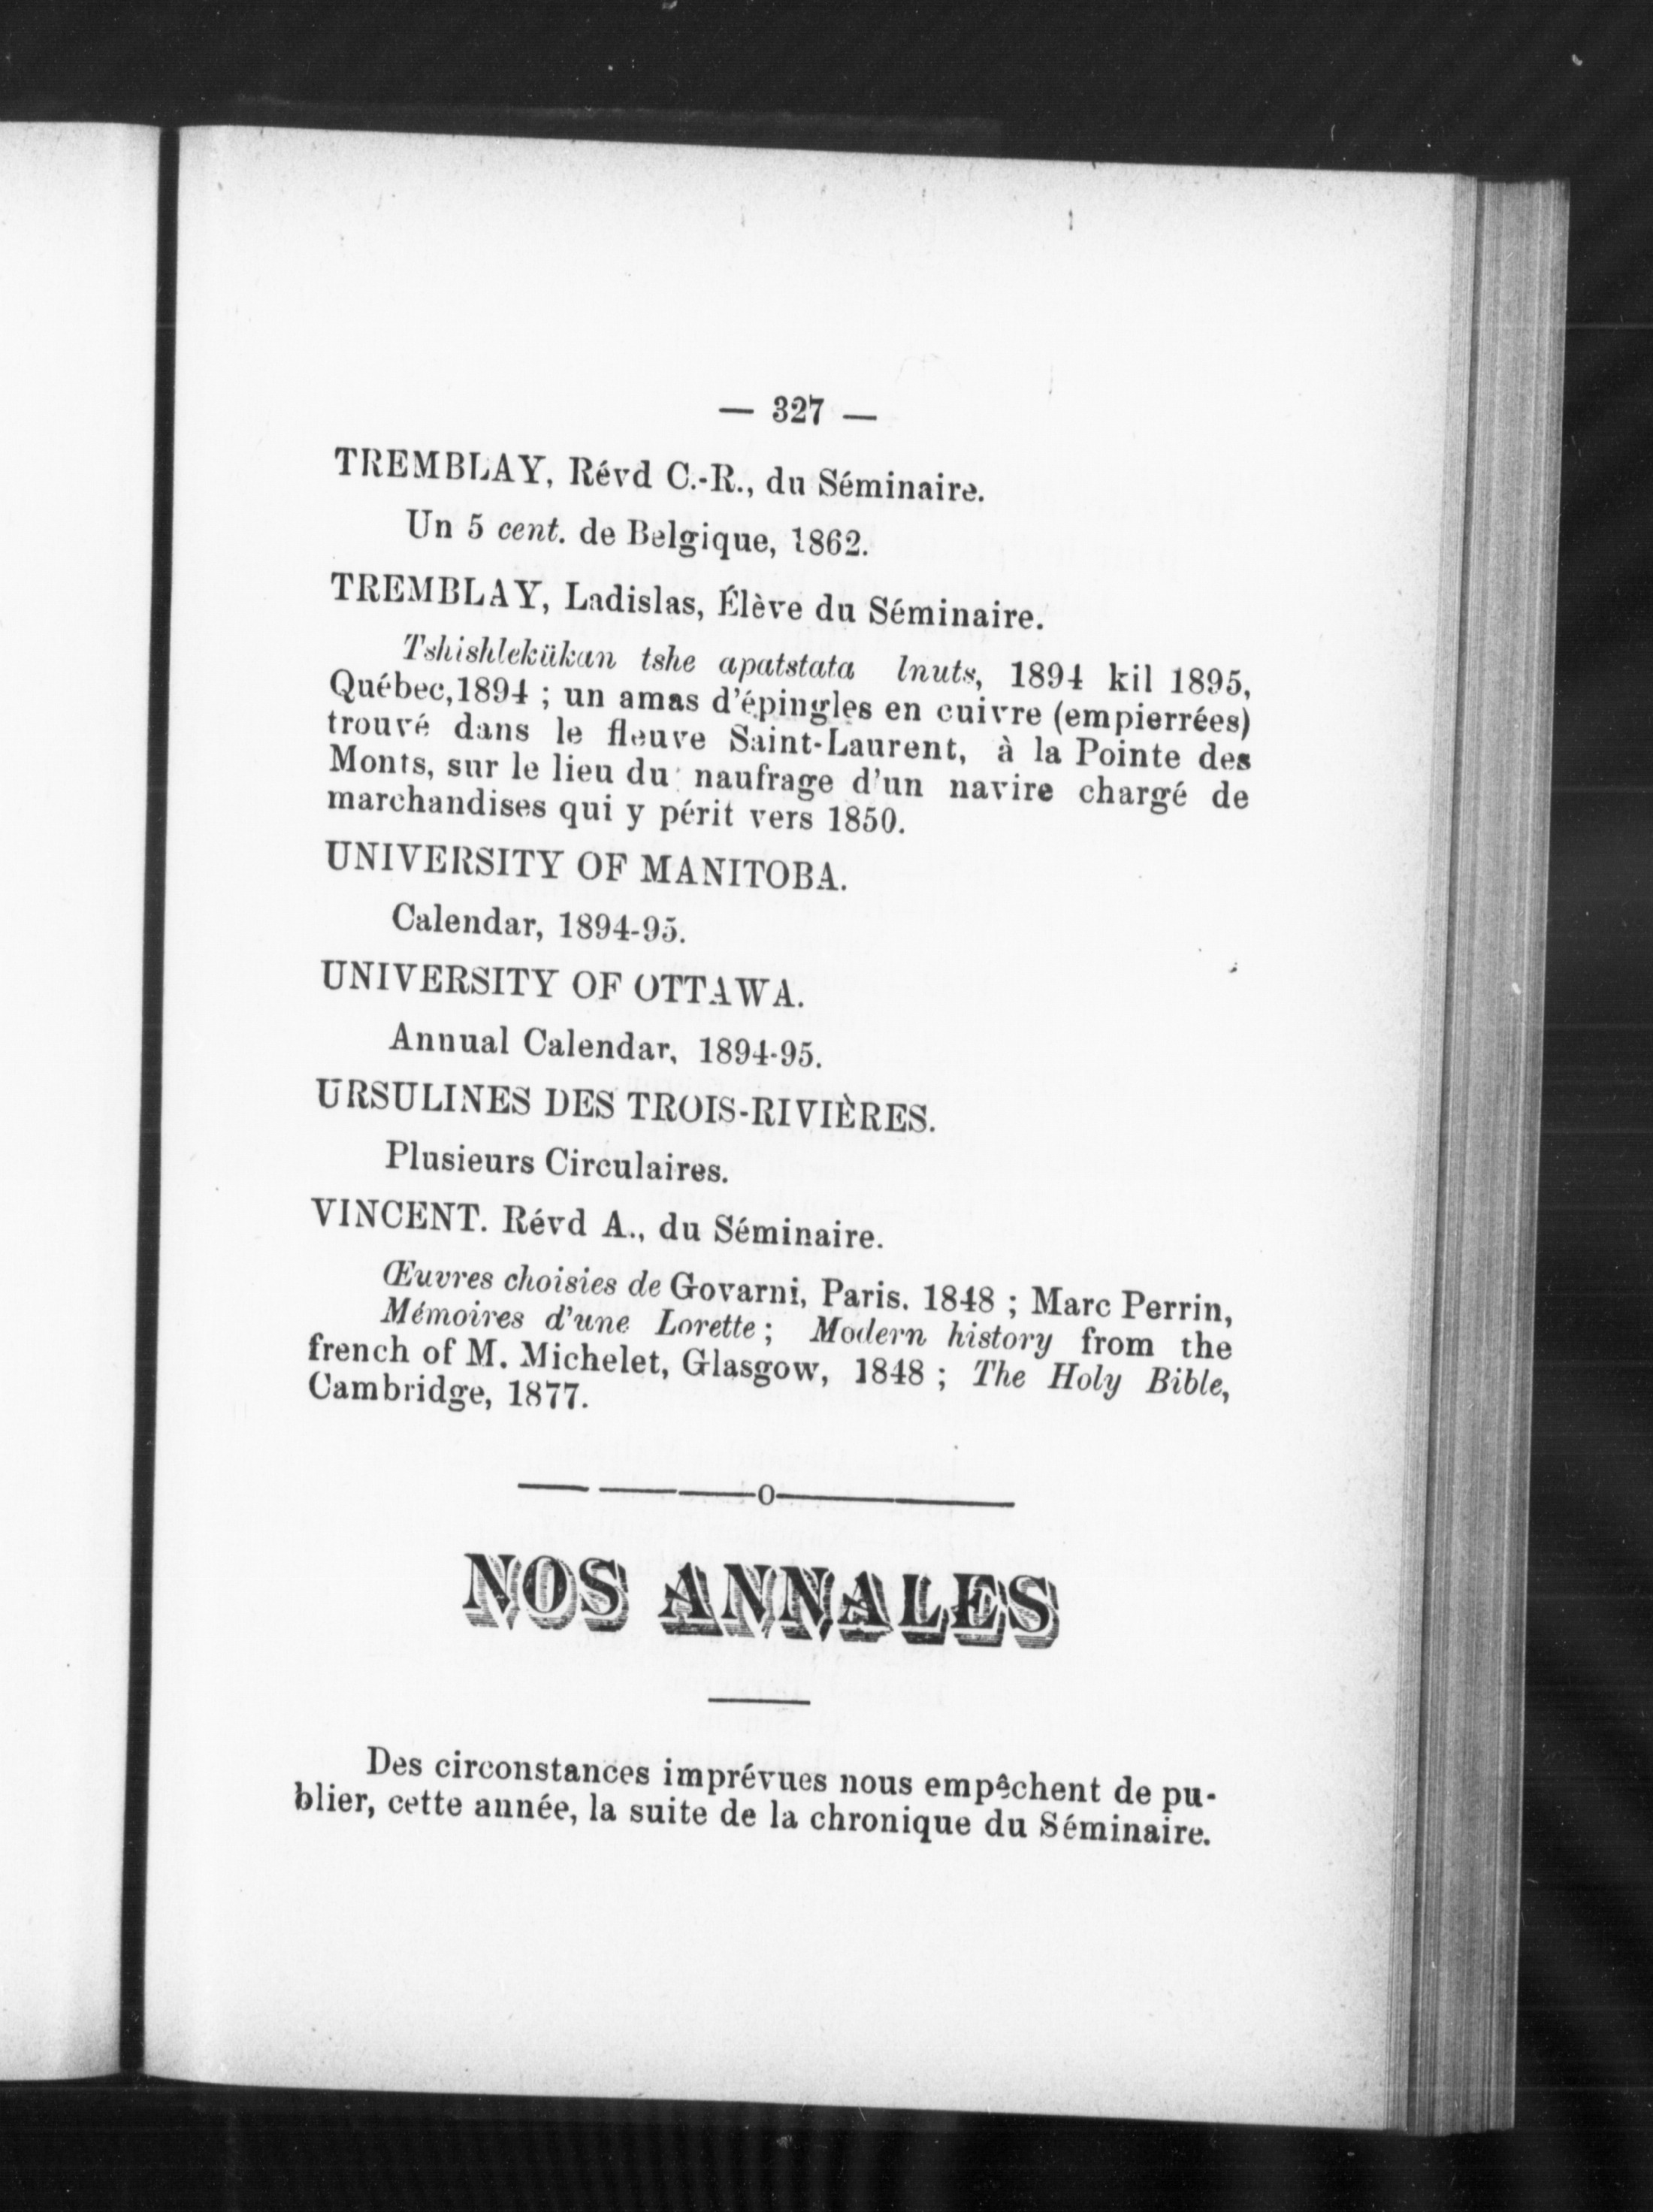 — 327 —
TREMBLAY, Révd C.-R., du Séminaire.
Un 5 cent. de Belgique, 1862.
TREMBLAY, Ladislas, Élève du Séminaire.
Tshishlekükan tshe apatstata lnuts, 1894 kil 1895,
Québec,1894 ; un amas d'épingles en cuivre (empierrées)
trouvé dans le fleuve Saint-Laurent, à la Pointe des
Monts, sur le lieu du naufrage d'un navire chargé de
marchandises qui y périt vers 1850.
UNIVERSITY OF MANITOBA.
Calendar, 1894-95.
UNIVERSITY OF OTTAWA.
Annual Calendar, 1894-95.
URSULINES DES TROIS-RIVIÈRES.
Plusieurs Circulaires.
VINCENT. Révd A., du Séminaire.
Œuvres choisies de Govarni, Paris. 1848 ; Marc Perrin,
Mémoires d'une Lorette ; Modern history from the
french of M. Michelet, Glasgow, 1848 ; The Holy Bible,
Cambridge, 1877.
NOS ANNALES
Des circonstances imprévues nous empêchent de pu-
blier, cette année, la suite de la chronique du Séminaire.